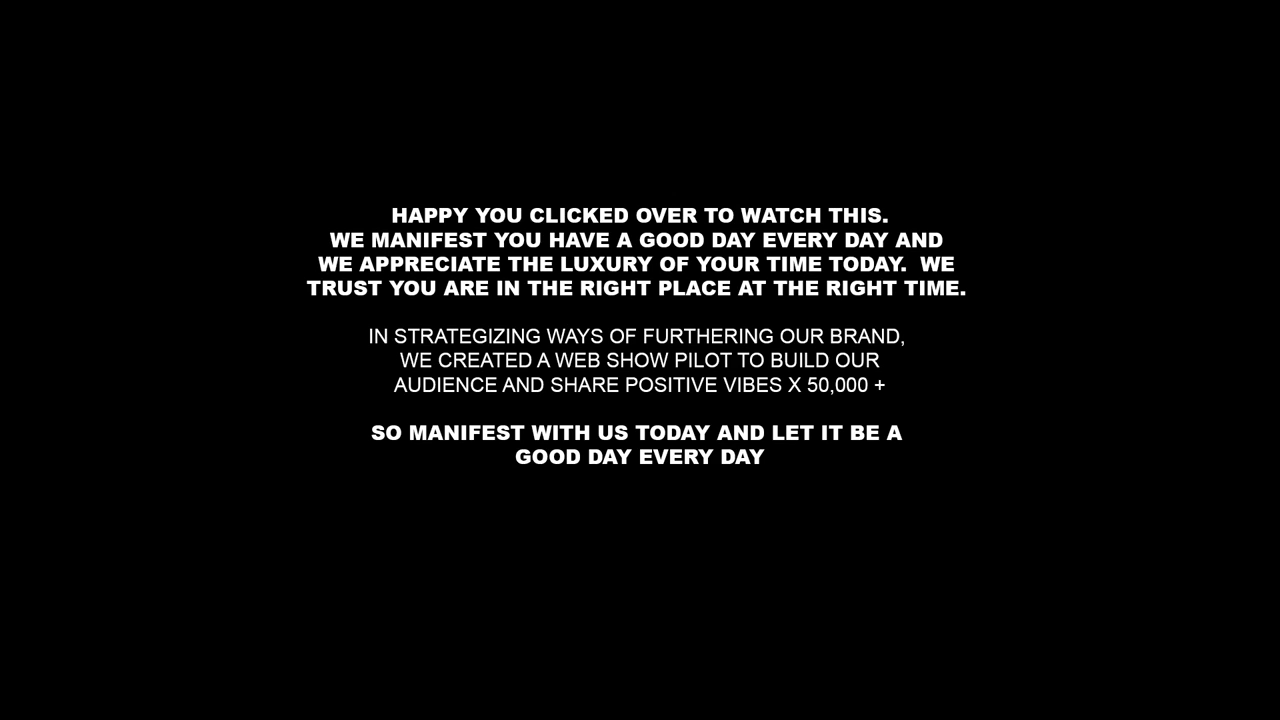 HAPPY YOU CLICKED OVER TO WATCH THIS.
WE MANIFEST YOU HAVE A GOOD DAY EVERY DAY AND
WE APPRECIATE THE LUXURY OF YOUR TIME TODAY.  WE
TRUST YOU ARE IN THE RIGHT PLACE AT THE RIGHT TIME.
IN STRATEGIZING WAYS OF FURTHERING OUR BRAND,
WE CREATED A WEB SHOW PILOT TO BUILD OUR
AUDIENCE AND SHARE POSITIVE VIBES X 50,000 +
SO MANIFEST WITH US TODAY AND LET IT BE A
GOOD DAY EVERY DAY